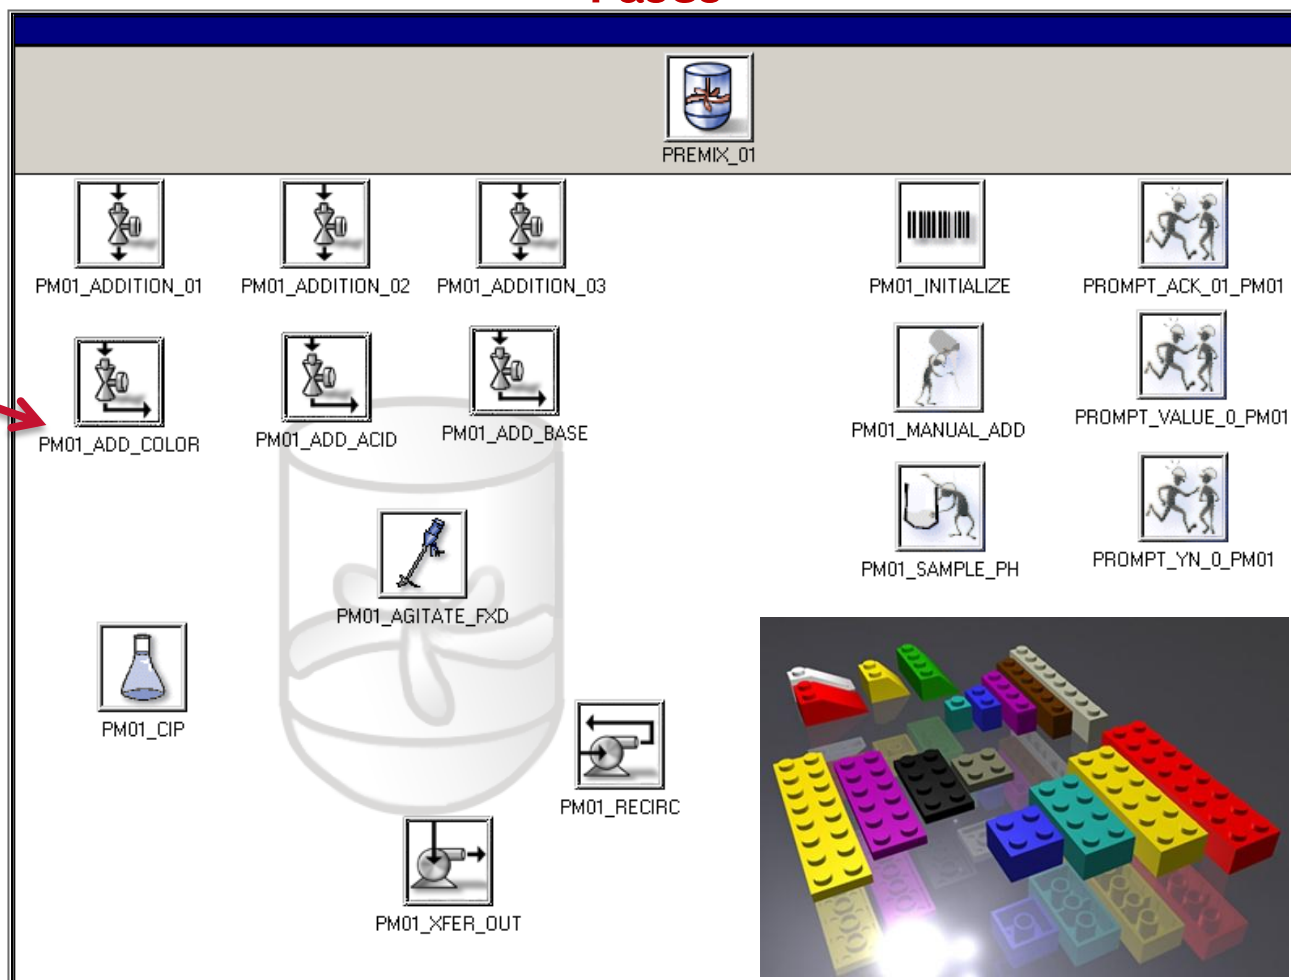 PREMIX_01
PM01_ADDITION_01
PM01_ADDITION_02
PM01_ADDITION_03
PM01_INITIALIZE
PROMPT_ACK_01_PM01
PM01_ADD_COLOR
PM01_ADD_ACID
PM01_ADD_BASE
PM01_MANUAL_ADD
PROMPT_VALUE_0_PM01
PM01_AGITATE_FXD
PM01_SAMPLE_PH
PROMPT_YN_0_PM01
PM01_CIP
PM01_RECIRC
PM01_XFER_OUT